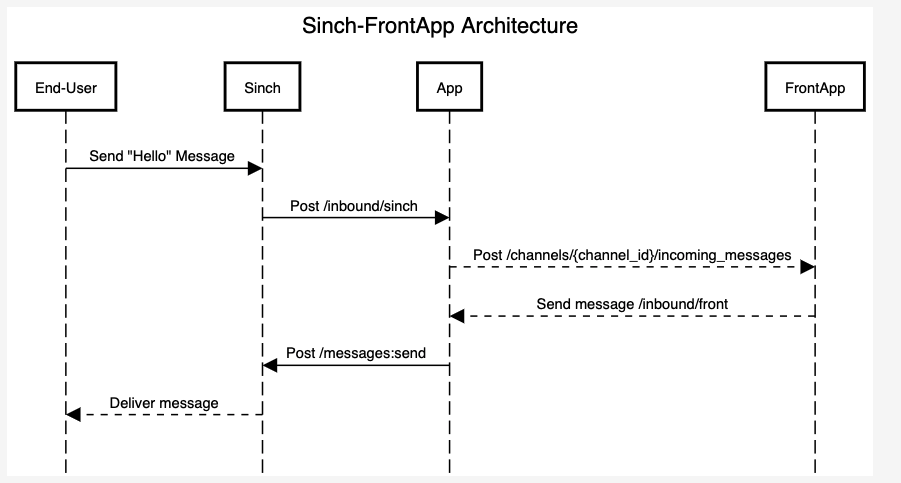 Sinch-FrontApp Architecture
End-User
Sinch
App
FrontApp
Send "Hello" Message
Post /inbound/sinch
Post /channels/{channel_id}/incoming_messages
Send message /inbound/front
Post /messages:send
Deliver message